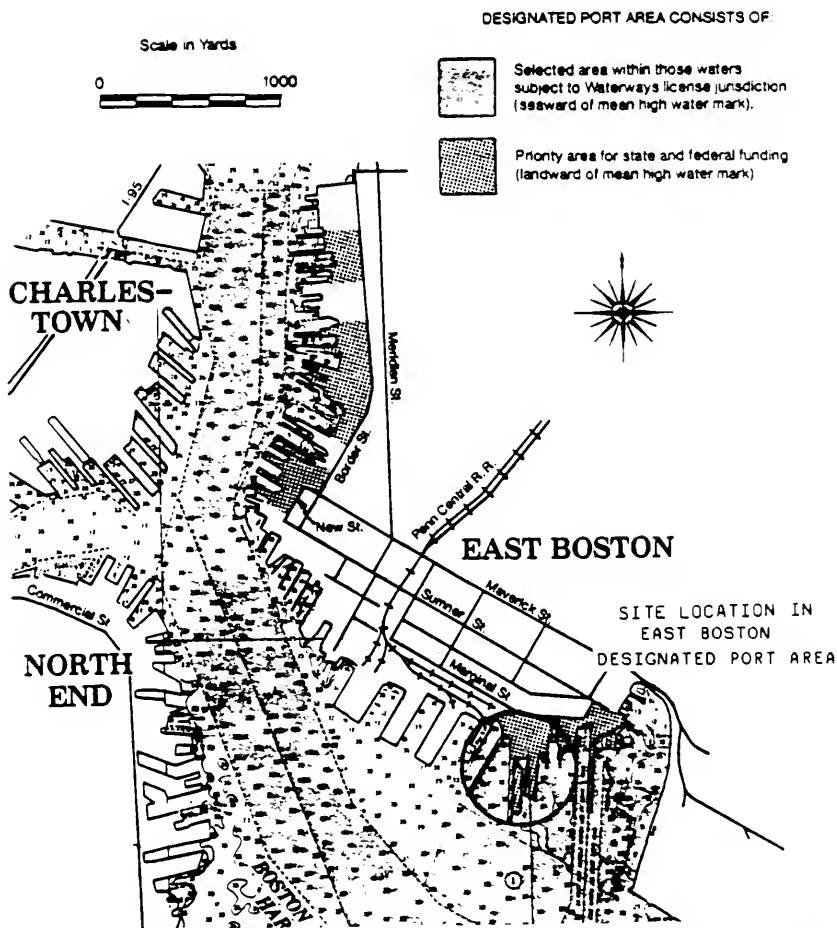 DESIGNATED PORT AREA CONSISTS OF:
Scale in Yards
0 1000
Selected area within those waters
subject to Waterways license jurisdiction
(seaward of mean high water mark).
Priority area for state and federal funding
(landward of mean high water mark)
I-95
CHARLES-
TOWN
Meridian St.
Border St.
Penn Central R.R.
New St.
EAST BOSTON
Maverick St.
Sumner St.
Commercial St
SITE LOCATION IN
EAST BOSTON
DESIGNATED PORT AREA
NORTH
END
Marginal St.
BOSTON
HAR